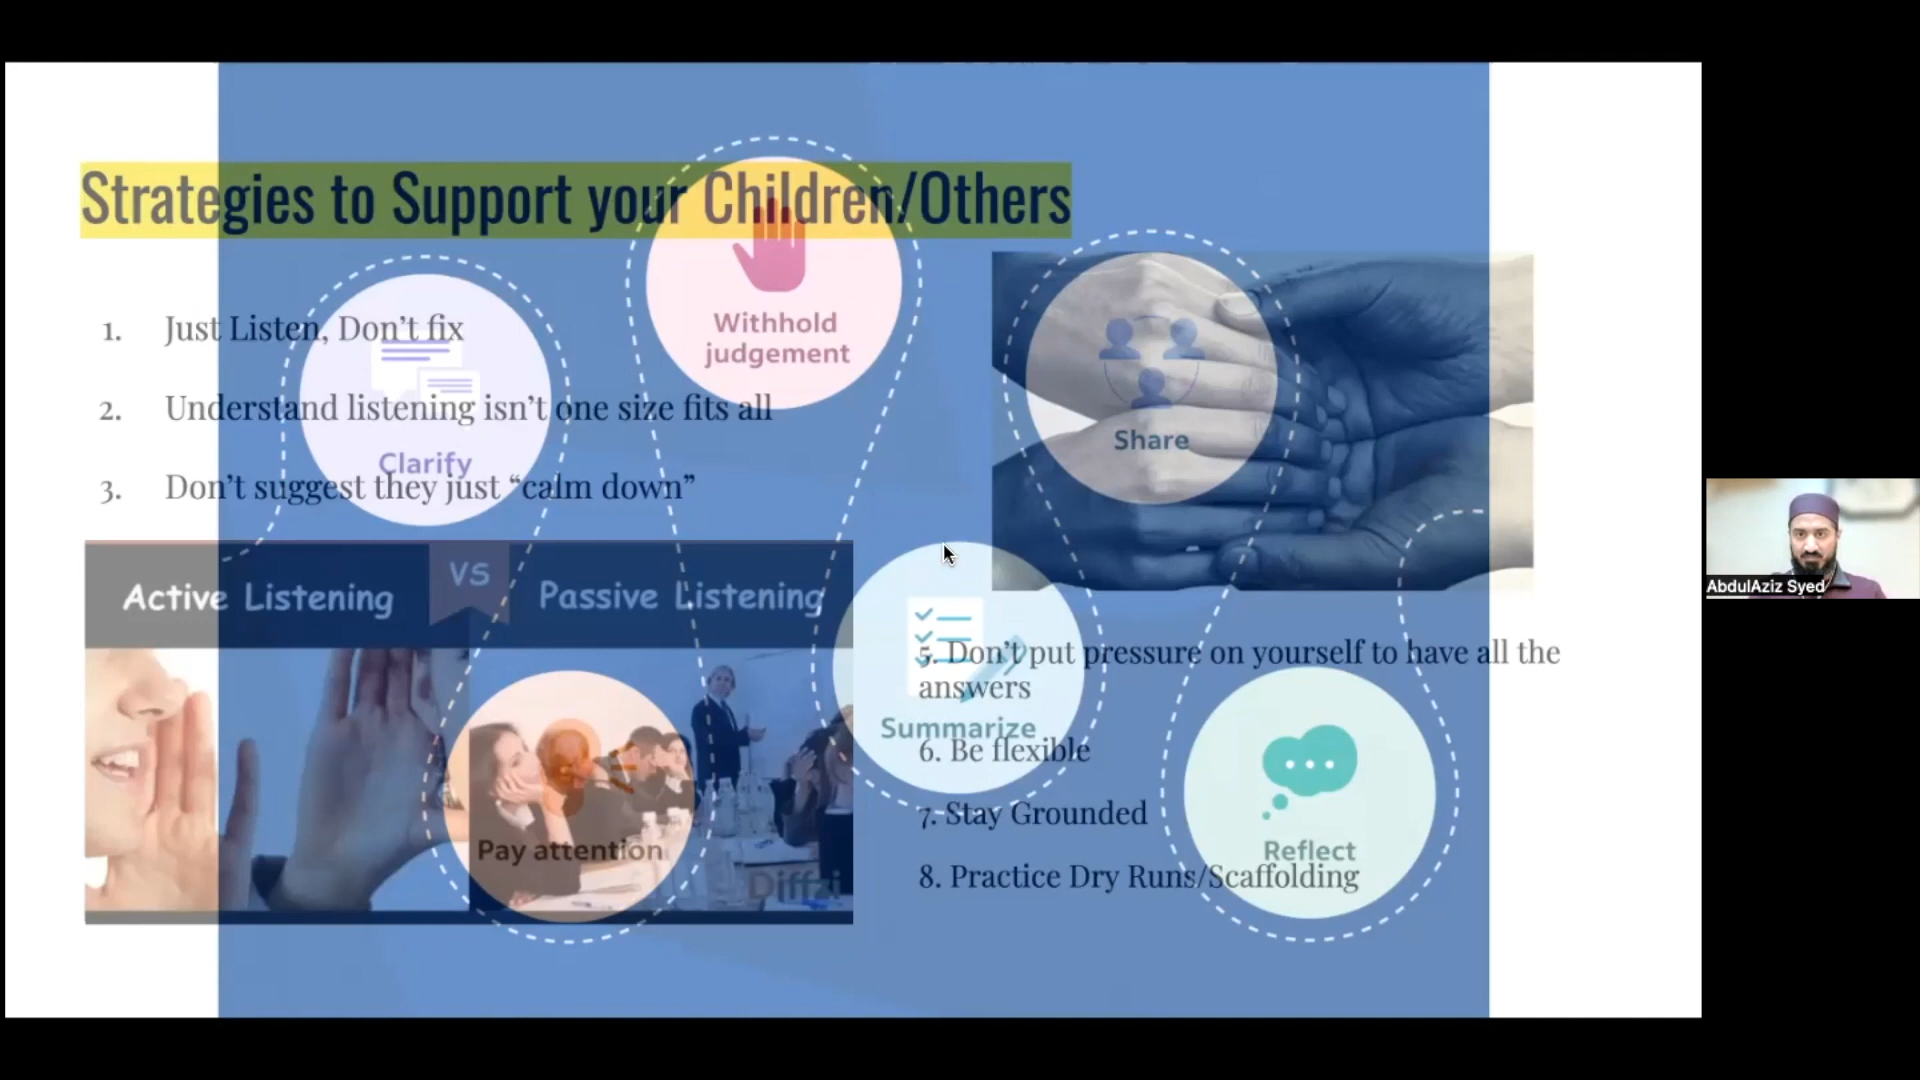 Strategies to Support your Children/Others
1. Just Listen, Don't fix
2. Understand listening isn't one size fits all
3. Don't suggest they just “calm down”
Active Listening
VS
Passive Listening
Diffzi
5. Don't put pressure on yourself to have all the
answers
6. Be flexible
7. Stay Grounded
8. Practice Dry Runs/Scaffolding
Clarify
Withhold
judgement
Share
Pay attention
Summarize
Reflect
AbdulAziz Syed